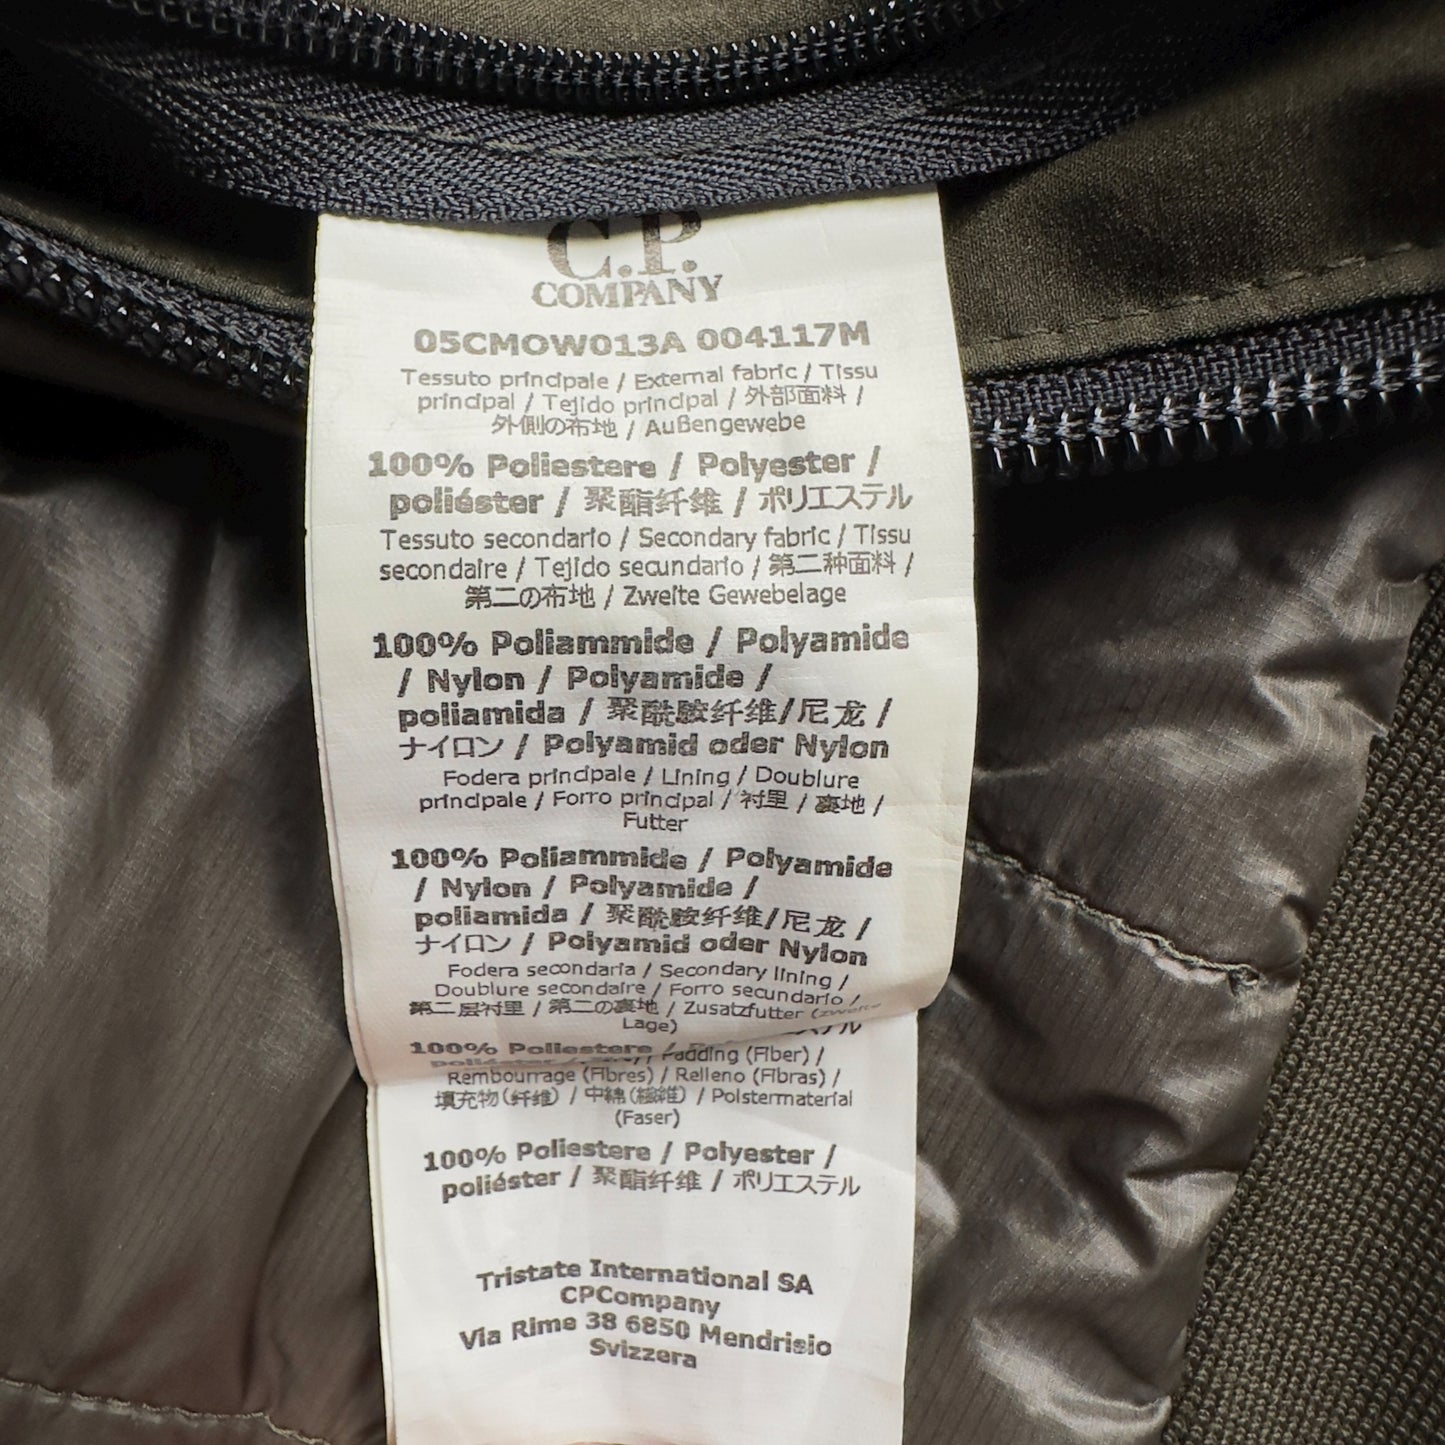 C.P.
COMPANY
05CMOW013A 004117M
Tessuto principale / External fabric / Tissu
principal / Tejido principal / 外部面料 /
外側の布地 / Außengewebe
100% Poliestere / Polyester /
poliéster / 聚酯纤维 / ポリエステル
Tessuto secondario / Secondary fabric / Tissu
secondaire / Tejido secundario / 第二种面料 /
第二の布地 / Zweite Gewebelage
100% Poliammide / Polyamide
/ Nylon / Polyamide /
poliamida / 聚酰胺纤维/尼龙 /
ナイロン / Polyamid oder Nylon
Fodera principale / Lining / Doublure
principale / Forro principal / 衬里 / 裏地 /
Futter
100% Poliammide / Polyamide
/ Nylon / Polyamide /
poliamida / 聚酰胺纤维/尼龙 /
ナイロン / Polyamid oder Nylon
Fodera secondaria / Secondary lining /
Doublure secondaire / Forro secundario /
第二层衬里 / 第二の裏地 / Zusatzfutter (zweite
Lage)
100% Poliestere /
Padding (Fiber) /
Rembourrage (Fibres) / Relleno (Fibras) /
填充物(纤维) / 中綿(繊維) / Polstermaterial
(Faser)
100% Poliestere / Polyester /
poliéster / 聚酯纤维 / ポリエステル
Tristate International SA
CPCompany
Via Rime 38 6850 Mendrisio
Svizzera